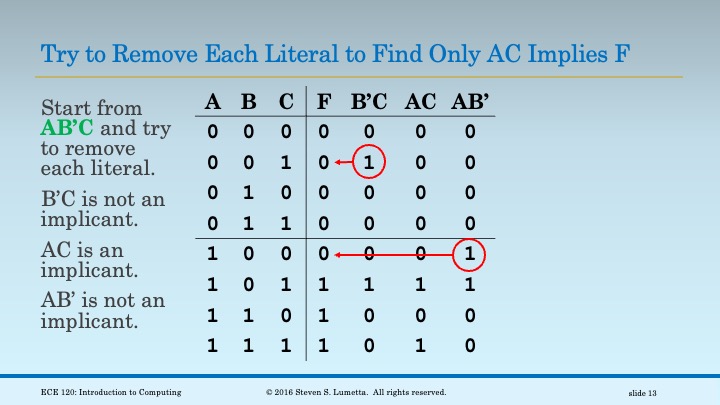 Try to Remove Each Literal to Find Only AC Implies F
Start from
AB’C and try
to remove
each literal.
B’C is not an
implicant.
AC is an
implicant.
AB’ is not an
implicant.
A B C F B’C AC AB’
0 0 0 0 0 0 0
0 0 1 0 1 0 0
0 1 0 0 0 0 0
0 1 1 0 0 0 0
1 0 0 0 0 0 1
1 0 1 1 1 1 1
1 1 0 1 0 0 0
1 1 1 1 0 1 0
ECE 120: Introduction to Computing © 2016 Steven S. Lumetta. All rights reserved. slide 13